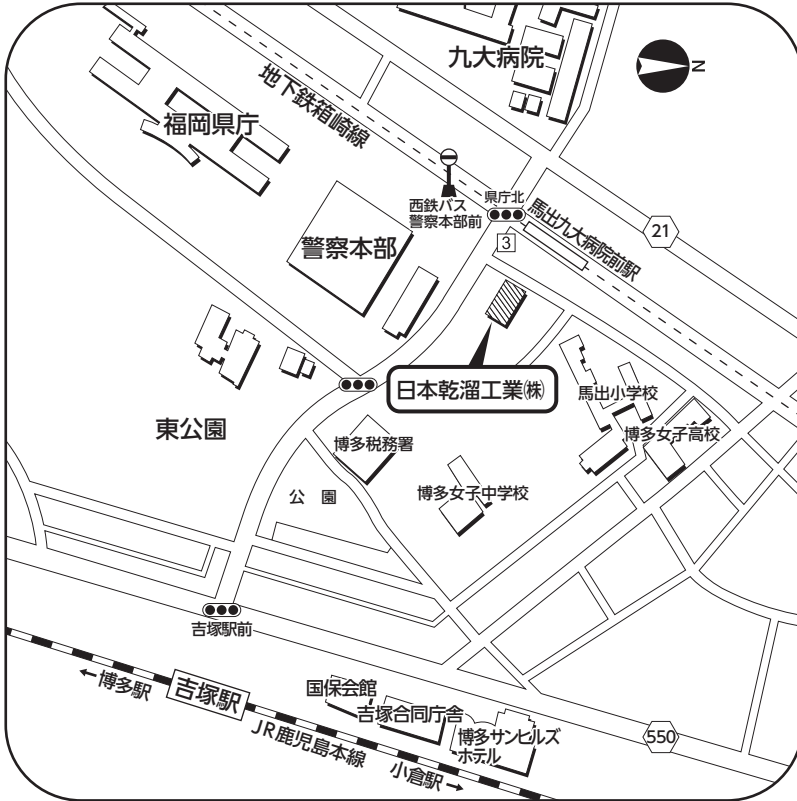 九大病院
N
地下鉄箱崎線
福岡県庁
西鉄バス
警察本部前
県庁北
馬出九大病院前駅
21
3
警察本部
日本乾溜工業㈱
馬出小学校
博多女子高校
東公園
博多税務署
公園
博多女子中学校
吉塚駅前
←博多駅
吉塚駅
国保会館
吉塚合同庁舎
博多サンヒルズ
ホテル
550
JR鹿児島本線
小倉駅→